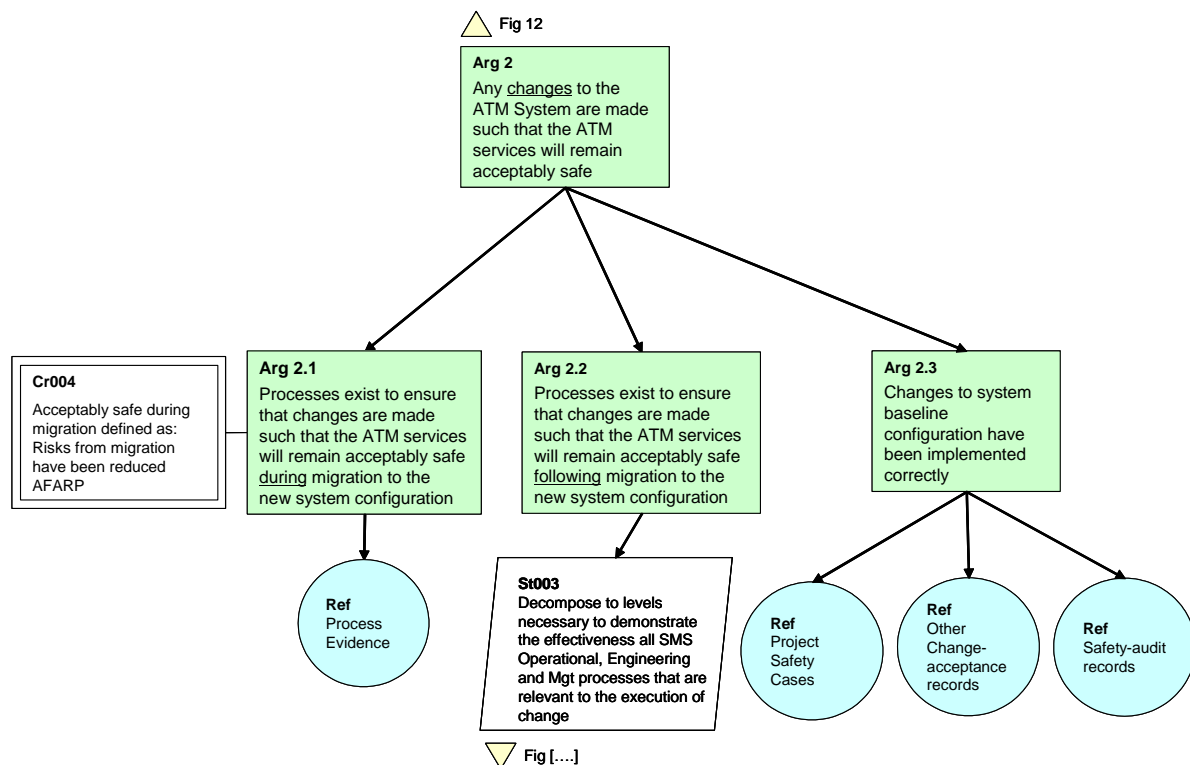 Fig 12
Arg 2
Any changes to the
ATM System are made
such that the ATM
services will remain
acceptably safe
Cr004
Acceptably safe during
migration defined as:
Risks from migration
have been reduced
AFARP
Arg 2.1
Processes exist to ensure
that changes are made
such that the ATM services
will remain acceptably safe
during migration to the
new system configuration
Arg 2.2
Processes exist to ensure
that changes are made
such that the ATM services
will remain acceptably safe
following migration to the
new system configuration
Arg 2.3
Changes to system
baseline
configuration have
been implemented
correctly
Ref
Process
Evidence
St003
Decompose to levels
necessary to demonstrate
the effectiveness all SMS
Operational, Engineering
and Mgt processes that are
relevant to the execution of
change
Ref
Project
Safety
Cases
Ref
Other
Change-
acceptance
records
Ref
Safety-audit
records
Fig [....]